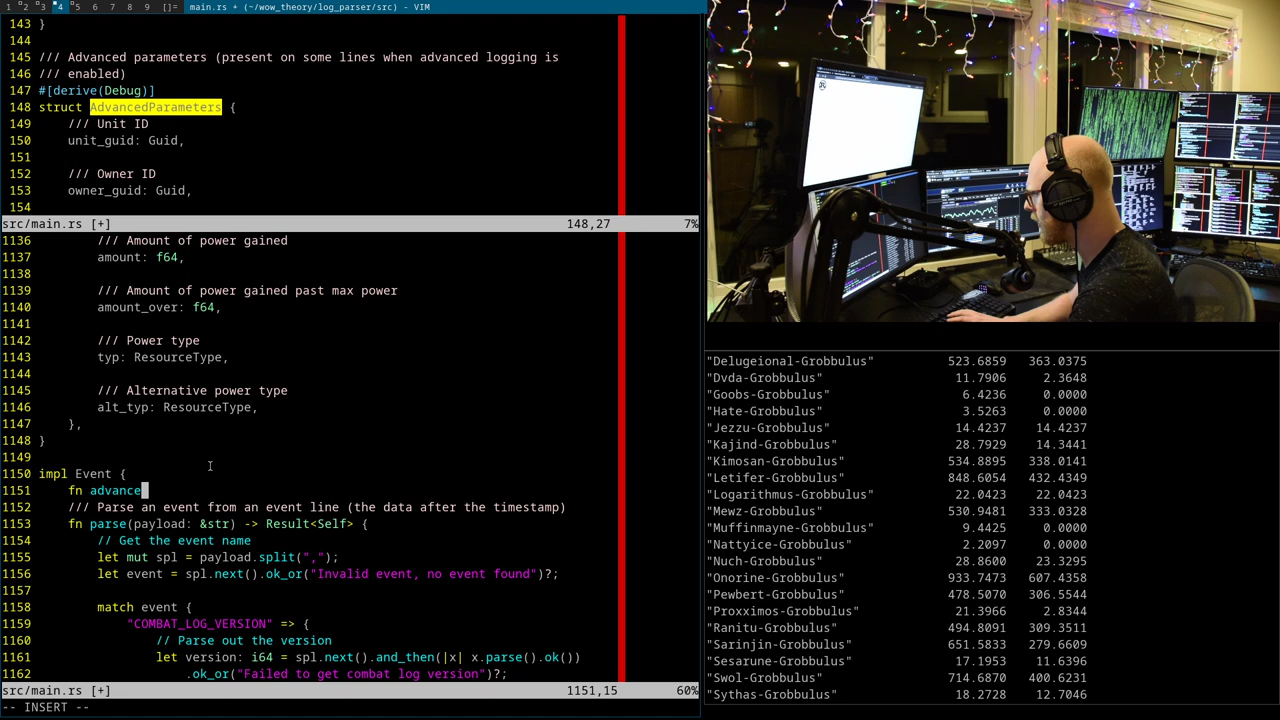 1 2 3 4 5 6 7 8 9 []= main.rs + (~/wow_theory/log_parser/src) - VIM
143 }
144
145 /// Advanced parameters (present on some lines when advanced logging is
146 /// enabled)
147 #[derive(Debug)]
148 struct AdvancedParameters {
149 /// Unit ID
150 unit_guid: Guid,
151
152 /// Owner ID
153 owner_guid: Guid,
154
src/main.rs [+] 148,27 7%
1136 /// Amount of power gained
1137 amount: f64,
1138
1139 /// Amount of power gained past max power
1140 amount_over: f64,
1141
1142 /// Power type
1143 typ: ResourceType,
1144
1145 /// Alternative power type
1146 alt_typ: ResourceType,
1147 },
1148 }
1149
1150 impl Event {
1151 fn advance
1152 /// Parse an event from an event line (the data after the timestamp)
1153 fn parse(payload: &str) -> Result<Self> {
1154 // Get the event name
1155 let mut spl = payload.split(",");
1156 let event = spl.next().ok_or("Invalid event, no event found")?;
1157
1158 match event {
1159 "COMBAT_LOG_VERSION" => {
1160 // Parse out the version
1161 let version: i64 = spl.next().and_then(|x| x.parse().ok())
1162 .ok_or("Failed to get combat log version")?;
src/main.rs [+] 1151,15 60%
-- INSERT --
"Delugeional-Grobbulus" 523.6859 363.0375
"Dvda-Grobbulus" 11.7906 2.3648
"Goobs-Grobbulus" 6.4236 0.0000
"Hate-Grobbulus" 3.5263 0.0000
"Jezzu-Grobbulus" 14.4237 14.4237
"Kajind-Grobbulus" 28.7929 14.3441
"Kimosan-Grobbulus" 534.8895 338.0141
"Letifer-Grobbulus" 848.6054 432.4349
"Logarithmus-Grobbulus" 22.0423 22.0423
"Mewz-Grobbulus" 530.9481 333.0328
"Muffinmayne-Grobbulus" 9.4425 0.0000
"Nattyice-Grobbulus" 2.2097 0.0000
"Nuch-Grobbulus" 28.8600 23.3295
"Onorine-Grobbulus" 933.7473 607.4358
"Pewbert-Grobbulus" 478.5070 306.5544
"Proxximos-Grobbulus" 21.3966 2.8344
"Ranitu-Grobbulus" 494.8091 309.3511
"Sarinjin-Grobbulus" 651.5833 279.6609
"Sesarune-Grobbulus" 17.1953 11.6396
"Swol-Grobbulus" 714.6870 400.6231
"Sythas-Grobbulus" 18.2728 12.7046